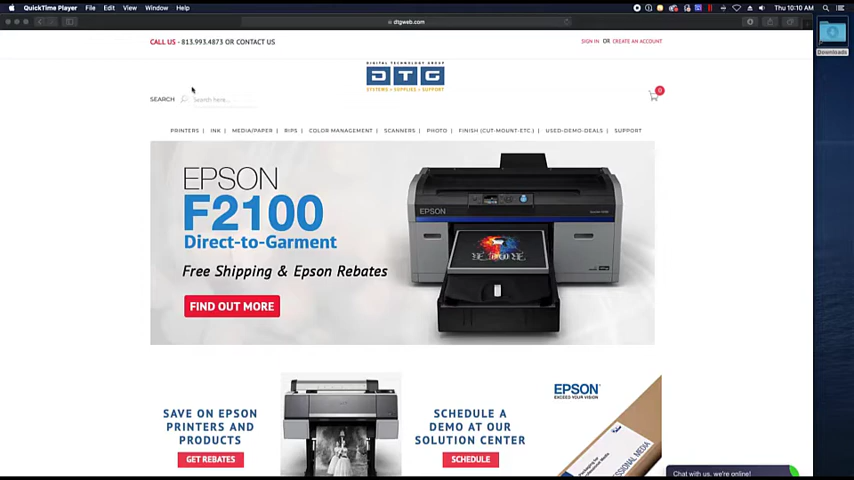 QuickTime Player File Edit View Window Help
Thu 10:10 AM
dtgweb.com
Downloads
CALL US - 813.993.4873 OR CONTACT US
SIGN IN OR CREATE AN ACCOUNT
DIGITAL TECHNOLOGY GROUP
DTG
SYSTEMS • SUPPLIES • SUPPORT
SEARCH Search here...
0
PRINTERS | INK | MEDIA/PAPER | RIPS | COLOR MANAGEMENT | SCANNERS | PHOTO | FINISH (CUT-MOUNT-ETC.) | USED-DEMO-DEALS | SUPPORT
EPSON
F2100
Direct-to-Garment
Free Shipping & Epson Rebates
FIND OUT MORE
EPSON
SAVE ON EPSON
PRINTERS AND
PRODUCTS
GET REBATES
SCHEDULE A
DEMO AT OUR
SOLUTION CENTER
SCHEDULE
EPSON
EXCEED YOUR VISION
Chat with us, we're online!